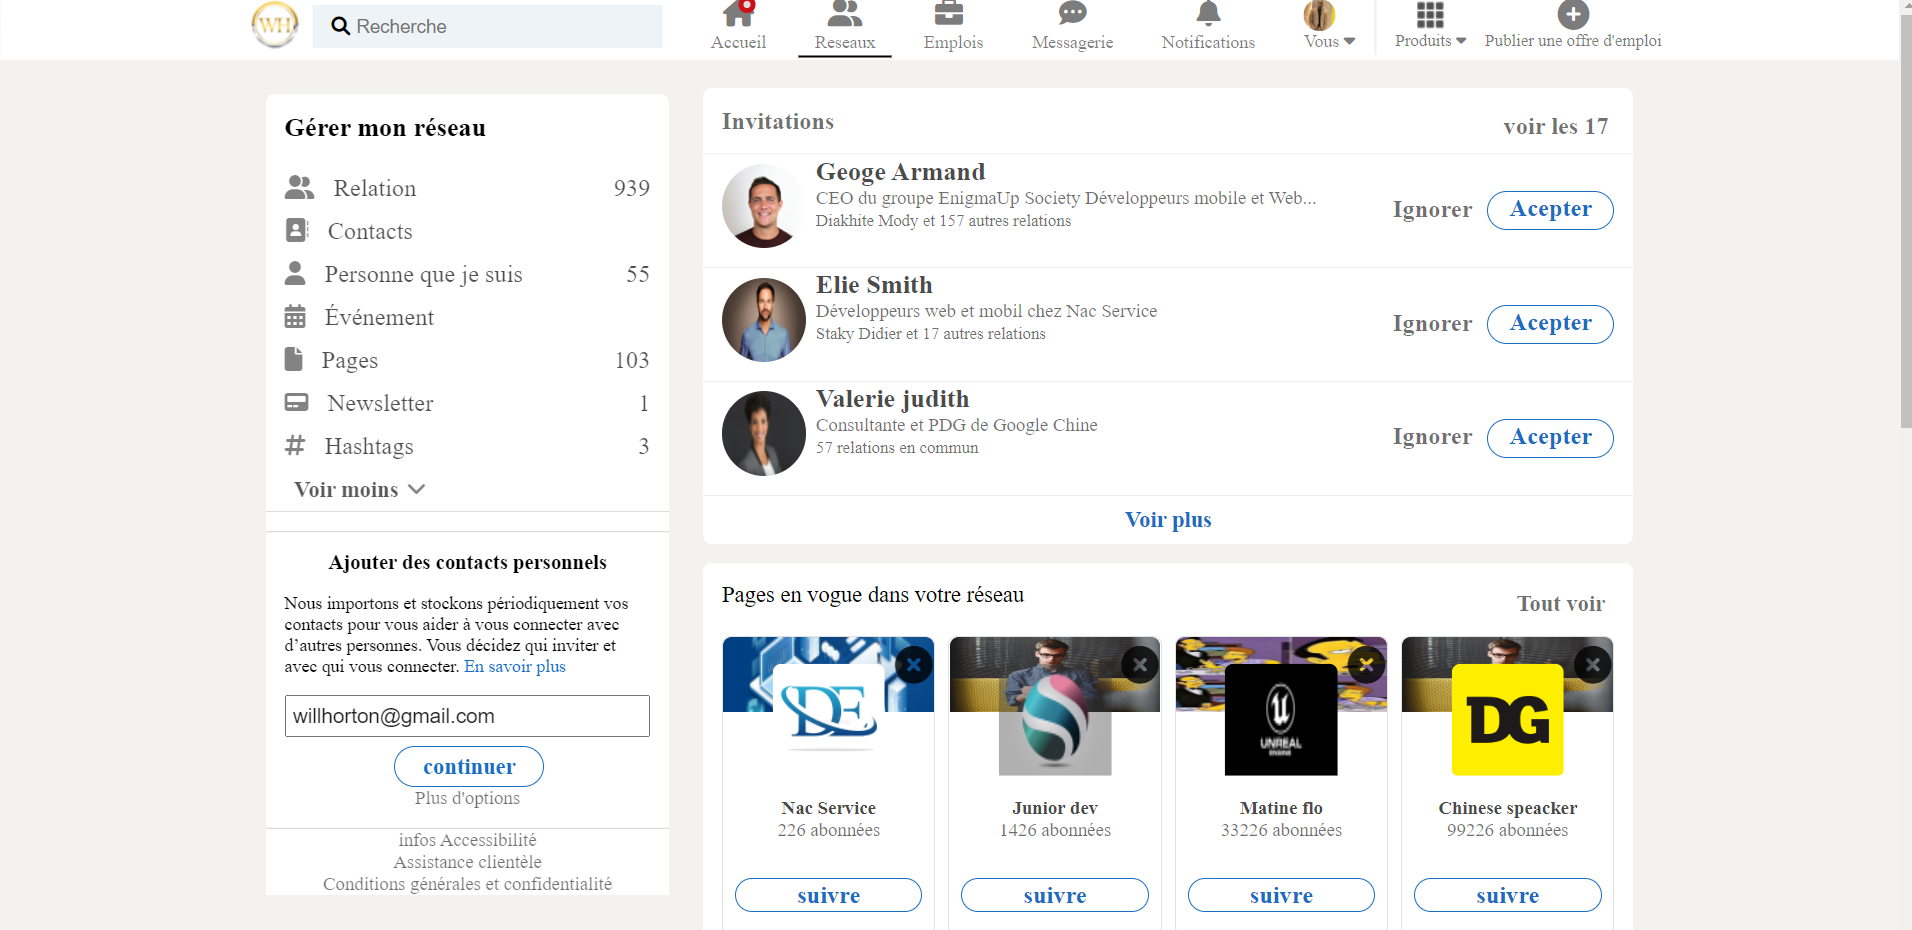 WH
Recherche
Accueil
Reseaux
Emplois
Messagerie
Notifications
Vous
Produits
Publier une offre d'emploi
Gérer mon réseau
Relation 939
Contacts
Personne que je suis 55
Événement
Pages 103
Newsletter 1
Hashtags 3
Voir moins
Ajouter des contacts personnels
Nous importons et stockons périodiquement vos
contacts pour vous aider à vous connecter avec
d’autres personnes. Vous décidez qui inviter et
avec qui vous connecter. En savoir plus
willhorton@gmail.com
continuer
Plus d'options
infos Accessibilité
Assistance clientèle
Conditions générales et confidentialité
Invitations
voir les 17
Geoge Armand
CEO du groupe EnigmaUp Society Développeurs mobile et Web...
Diakhite Mody et 157 autres relations
Ignorer Acepter
Elie Smith
Développeurs web et mobil chez Nac Service
Staky Didier et 17 autres relations
Ignorer Acepter
Valerie judith
Consultante et PDG de Google Chine
57 relations en commun
Ignorer Acepter
Voir plus
Pages en vogue dans votre réseau
Tout voir
DE
Nac Service
226 abonnées
suivre
Junior dev
1426 abonnées
suivre
UNREAL
ENGINE
Matine flo
33226 abonnées
suivre
DG
Chinese speacker
99226 abonnées
suivre